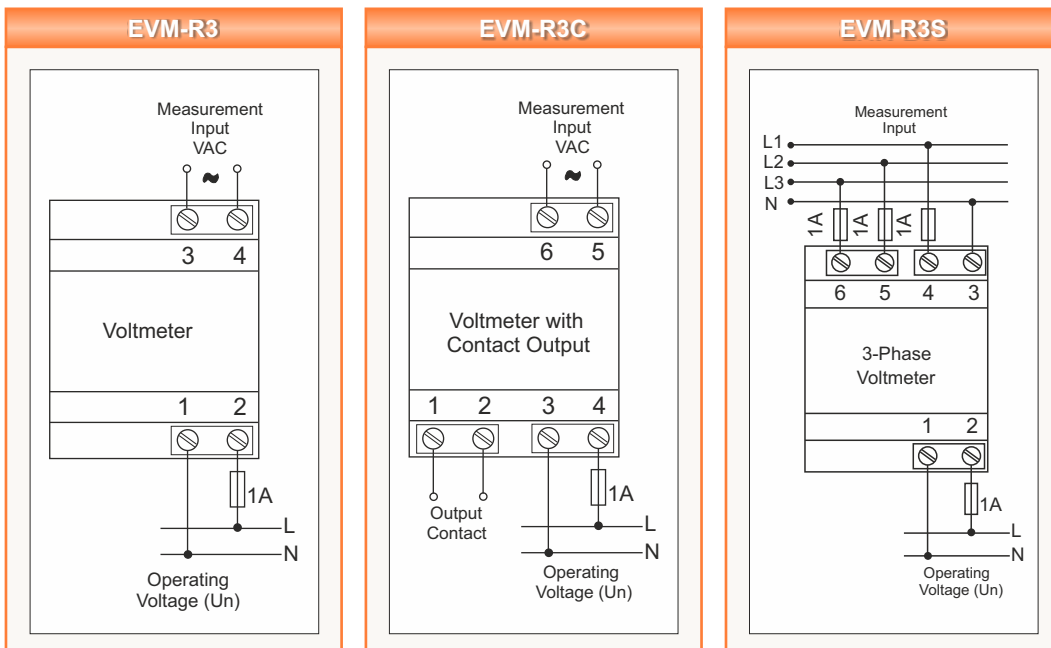 EVM-R3
Measurement
Input
VAC
3 4
Voltmeter
1 2
1A
L
N
Operating
Voltage (Un)
EVM-R3C
Measurement
Input
VAC
6 5
Voltmeter with
Contact Output
1 2 3 4
1A
Output
Contact
L
N
Operating
Voltage (Un)
EVM-R3S
Measurement
Input
L1
L2
L3
N
1A 1A 1A
6 5 4 3
3-Phase
Voltmeter
1 2
1A
L
N
Operating
Voltage (Un)